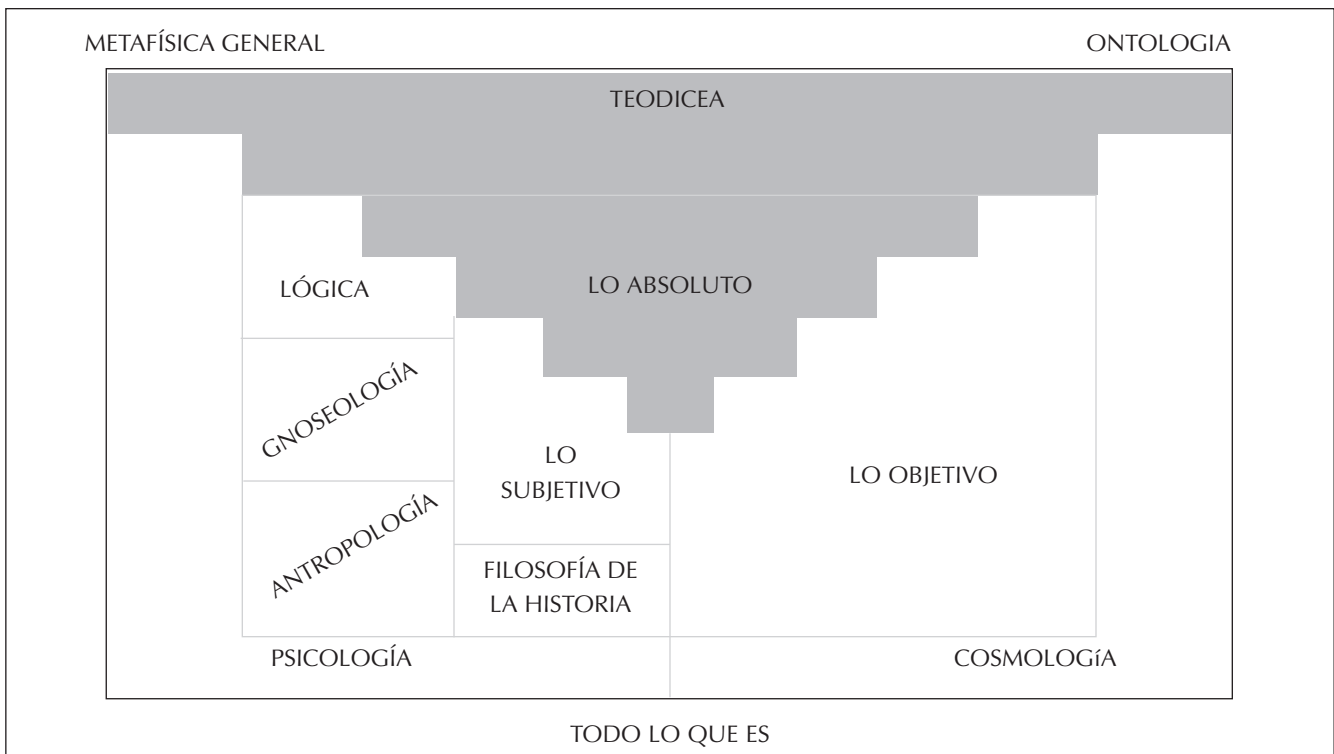 METAFÍSICA GENERAL
ONTOLOGIA
TEODICEA
LO ABSOLUTO
LÓGICA
GNOSEOLOGÍA
ANTROPOLOGÍA
LO
SUBJETIVO
FILOSOFÍA DE
LA HISTORIA
LO OBJETIVO
PSICOLOGÍA
COSMOLOGíA
TODO LO QUE ES